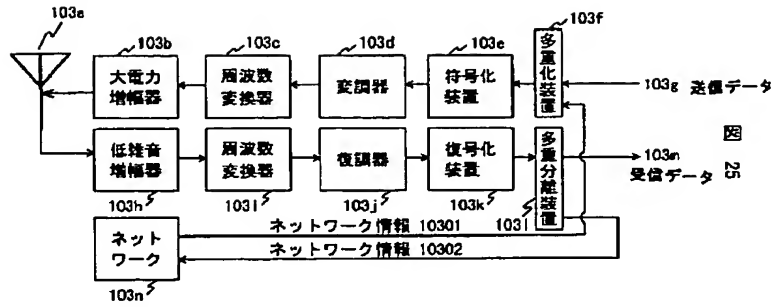 103a
103b
103c
103d
103e
103f
大電力
増幅器
周波数
変換器
変調器
符号化
装置
多重化装置
103g 送信データ
低雑音
増幅器
周波数
変換器
復調器
復号化
装置
多重分離装置
103m
受信データ
図 25
103h
103i
103j
103k
103l
ネットワーク情報 10301
ネットワーク情報 10302
ネット
ワーク
103n